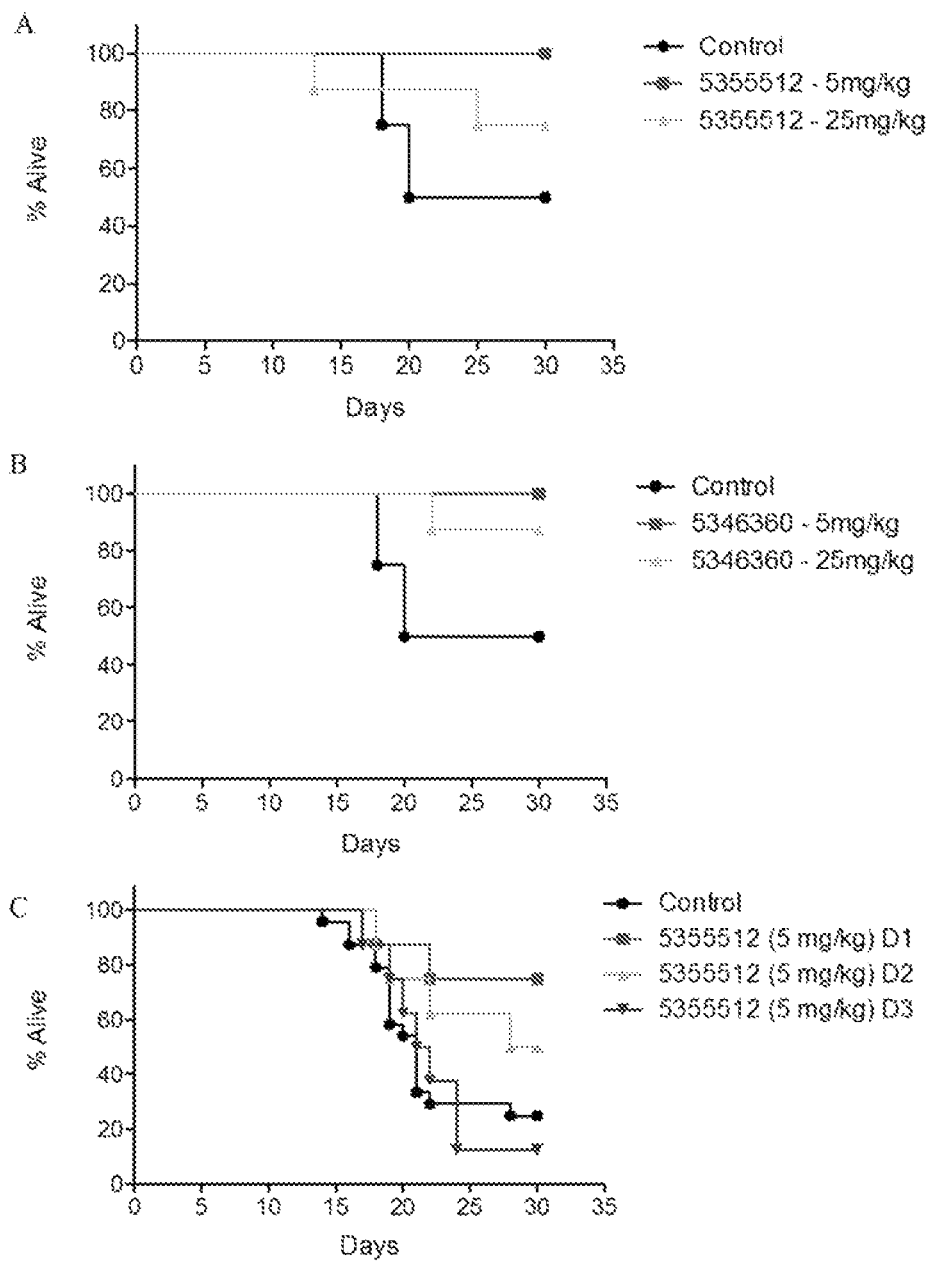 A
100
80
60
40
20
0
% Alive
0 5 10 15 20 25 30 35
Days
Control
5355512 - 5mg/kg
5355512 - 25mg/kg
B
100
80
60
40
20
0
% Alive
0 5 10 15 20 25 30 35
Days
Control
5346360 - 5mg/kg
5346360 - 25mg/kg
C
100
80
60
40
20
0
% Alive
0 5 10 15 20 25 30 35
Days
Control
5355512 (5 mg/kg) D1
5355512 (5 mg/kg) D2
5355512 (5 mg/kg) D3